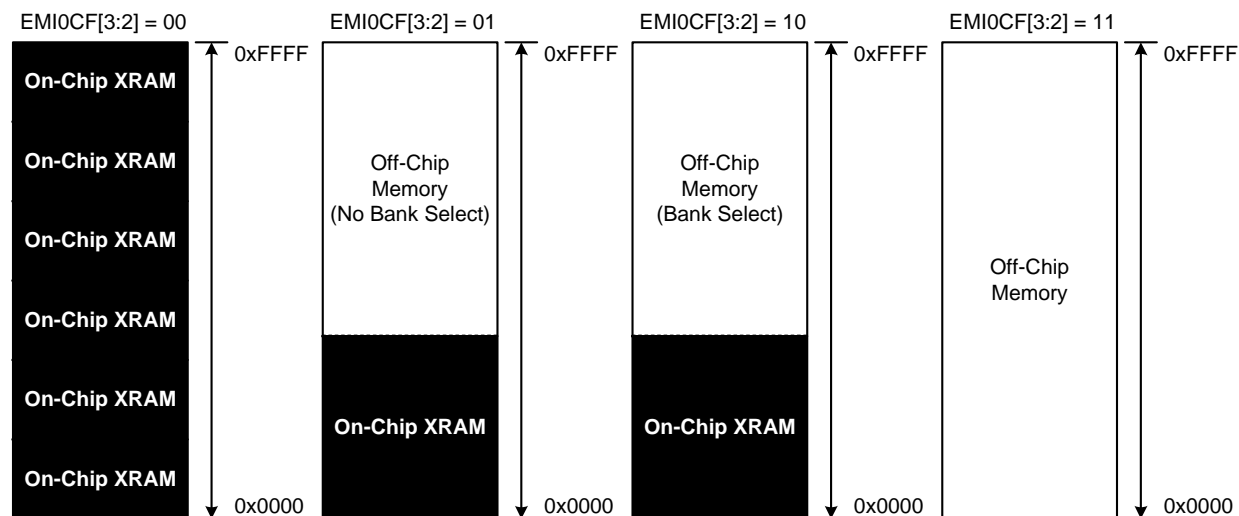 EMI0CF[3:2] = 00
0xFFFF
On-Chip XRAM
On-Chip XRAM
On-Chip XRAM
On-Chip XRAM
On-Chip XRAM
On-Chip XRAM
0x0000
EMI0CF[3:2] = 01
0xFFFF
Off-Chip
Memory
(No Bank Select)
On-Chip XRAM
0x0000
EMI0CF[3:2] = 10
0xFFFF
Off-Chip
Memory
(Bank Select)
On-Chip XRAM
0x0000
EMI0CF[3:2] = 11
0xFFFF
Off-Chip
Memory
0x0000